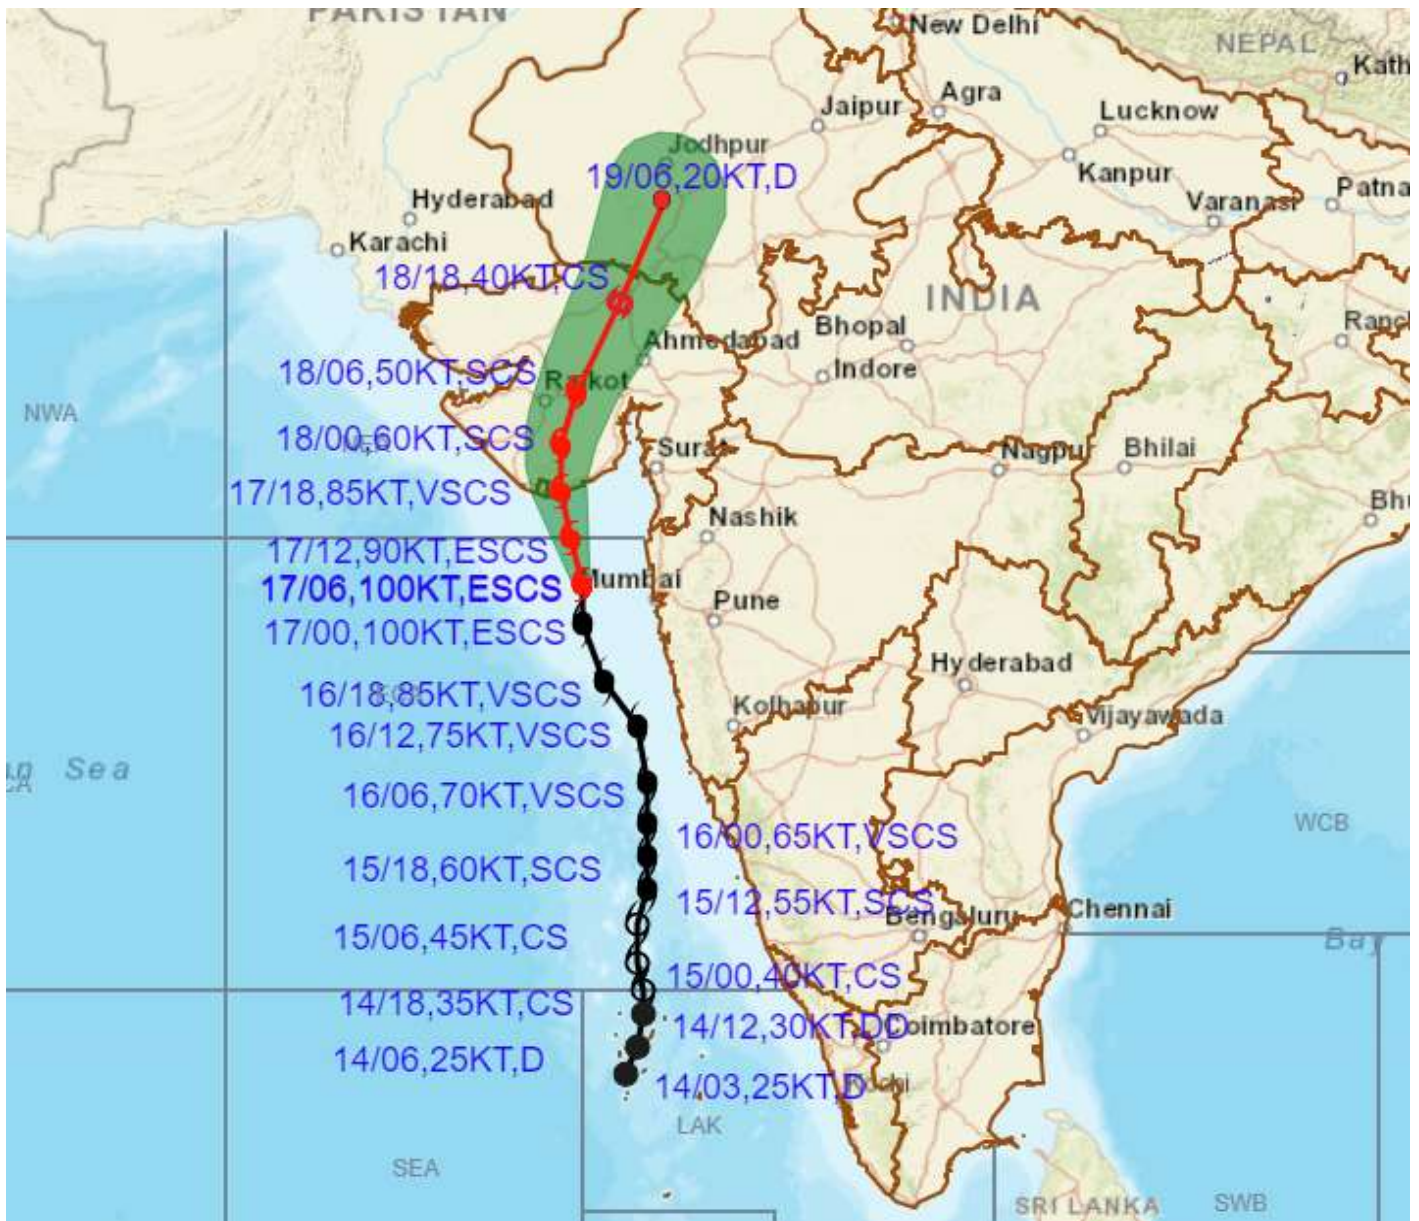 PAKISTAN
New Delhi
NEPAL
Kath
Jaipur
Agra
Lucknow
Jodhpur
19/06,20KT,D
Kanpur
Patna
Hyderabad
Varanasi
Karachi
18/18,40KT,CS
INDIA
Bhopal
Ranc
Ahmedabad
18/06,50KT,SCS
Rajkot
Indore
NWA
18/00,60KT,SCS
Surat
Nagpur
Bhilai
17/18,85KT,VSCS
Nashik
Bhu
17/12,90KT,ESCS
17/06,100KT,ESCS
Mumbai
Pune
17/00,100KT,ESCS
Hyderabad
16/18,85KT,VSCS
Kolhapur
Vijayawada
16/12,75KT,VSCS
an Sea
CA
16/06,70KT,VSCS
WCB
16/00,65KT,VSCS
15/18,60KT,SCS
15/12,55KT,SCS
Bengaluru
Chennai
15/06,45KT,CS
Bay
15/00,40KT,CS
14/18,35KT,CS
14/12,30KT,DD
Coimbatore
14/06,25KT,D
14/03,25KT,D
Kochi
LAK
SEA
SRI LANKA
SWB